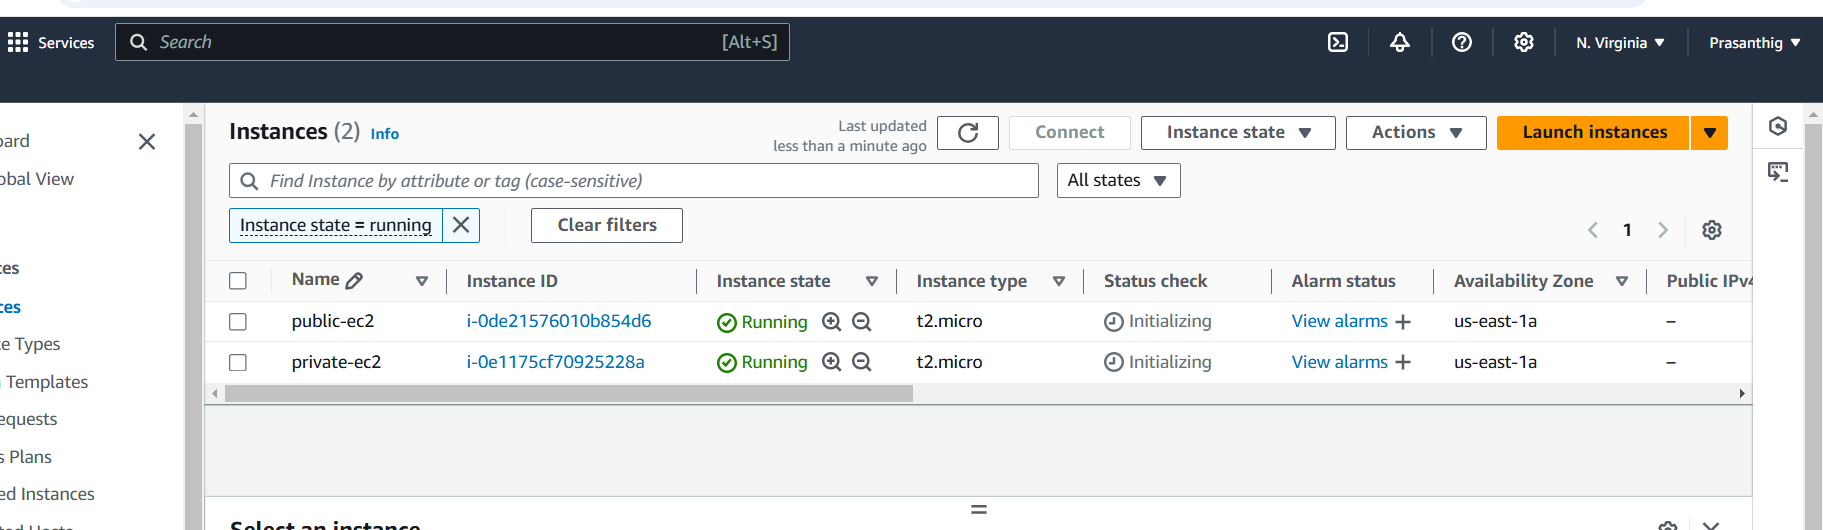 Services Search [Alt+S] N. Virginia Prasanthig
oard
obal View
es
es
e Types
Templates
equests
s Plans
ed Instances
Instances (2) Info
Last updated
less than a minute ago
Connect Instance state Actions Launch instances
Find Instance by attribute or tag (case-sensitive) All states
Instance state = running Clear filters
1
Name Instance ID Instance state Instance type Status check Alarm status Availability Zone Public IPv4
public-ec2 i-0de21576010b854d6 Running t2.micro Initializing View alarms + us-east-1a –
private-ec2 i-0e1175cf70925228a Running t2.micro Initializing View alarms + us-east-1a –
Select an instance